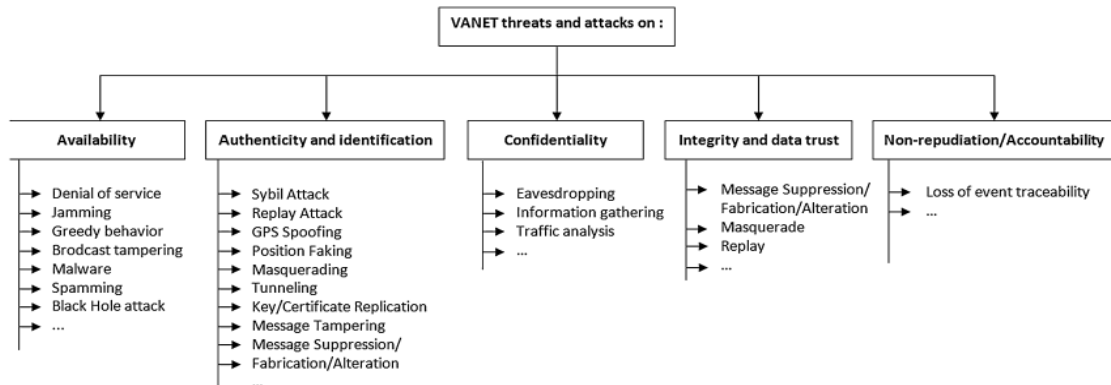 VANET threats and attacks on :
Availability
Denial of service
Jamming
Greedy behavior
Brodcast tampering
Malware
Spamming
Black Hole attack
...
Authenticity and identification
Sybil Attack
Replay Attack
GPS Spoofing
Position Faking
Masquerading
Tunneling
Key/Certificate Replication
Message Tampering
Message Suppression/
Fabrication/Alteration
...
Confidentiality
Eavesdropping
Information gathering
Traffic analysis
...
Integrity and data trust
Message Suppression/
Fabrication/Alteration
Masquerade
Replay
...
Non-repudiation/Accountability
Loss of event traceability
...